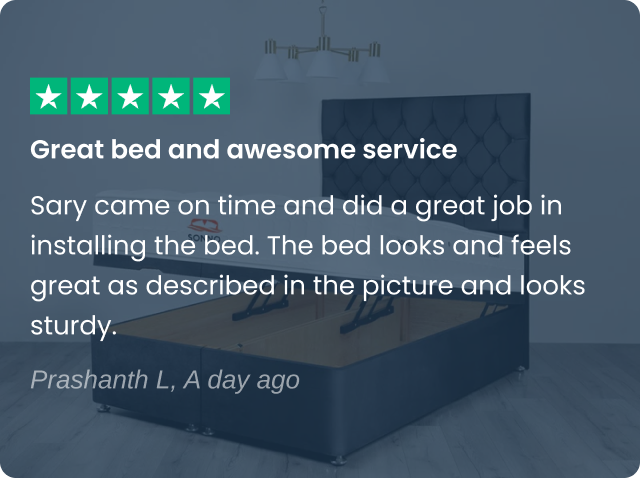 Great bed and awesome service
Sary came on time and did a great job in
installing the bed. The bed looks and feels
great as described in the picture and looks
sturdy.
Prashanth L, A day ago